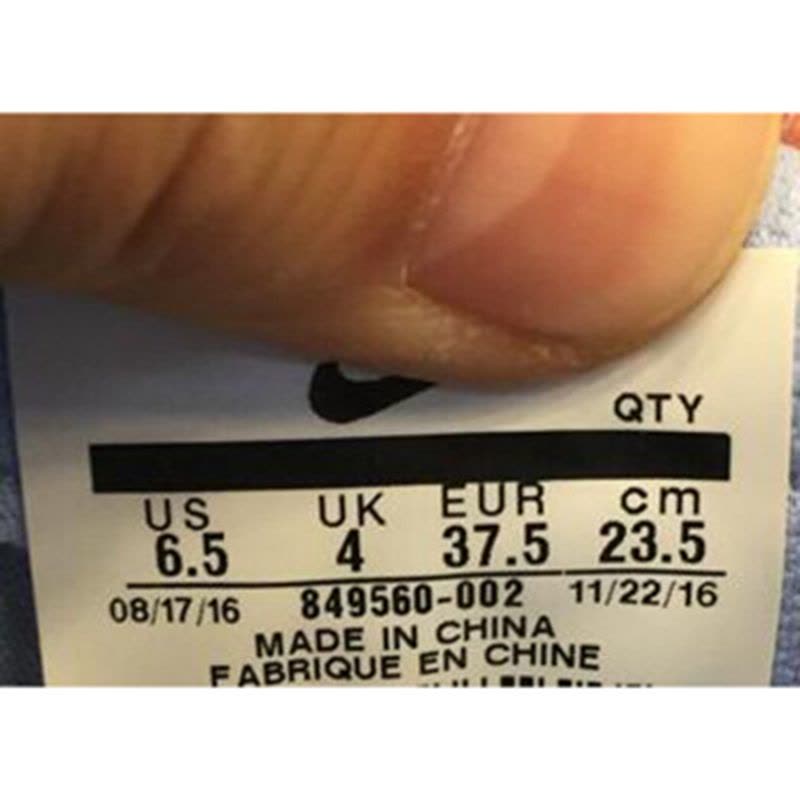 QTY
US UK EUR cm
6.5 4 37.5 23.5
08/17/16 849560-002 11/22/16
MADE IN CHINA
FABRIQUE EN CHINE